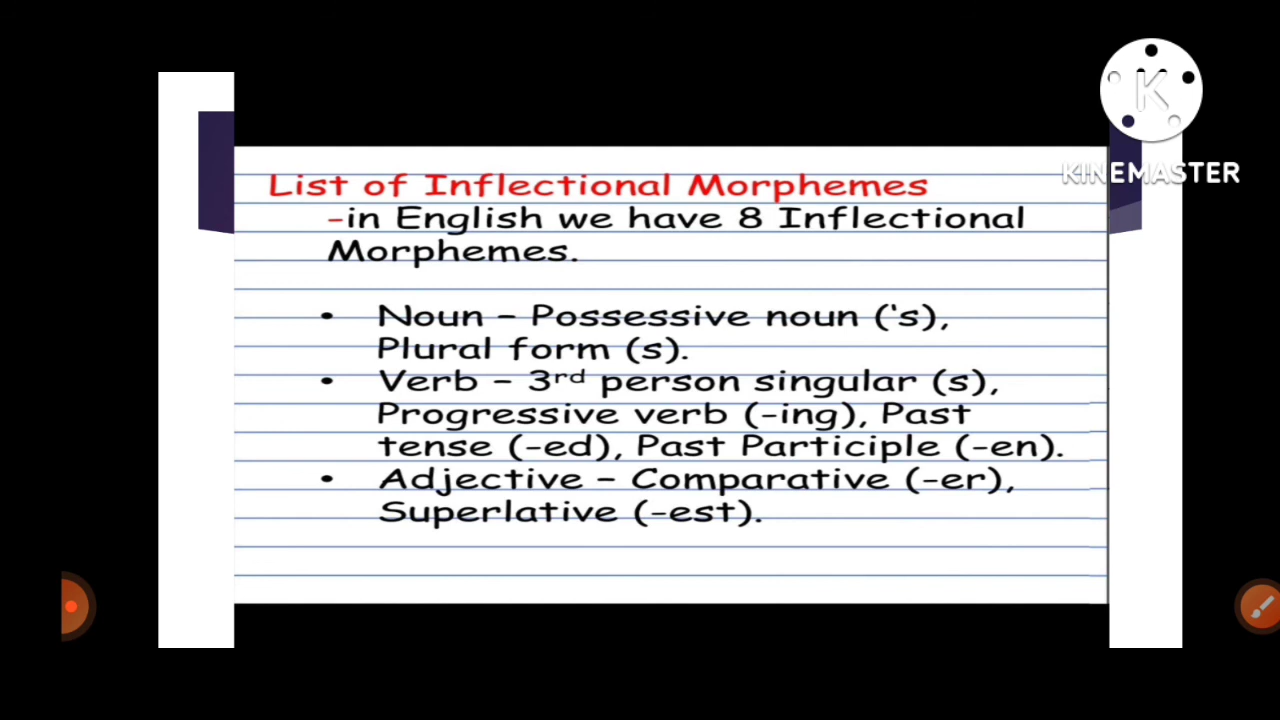 K
KINEMASTER
List of Inflectional Morphemes
-in English we have 8 Inflectional
Morphemes.
• Noun – Possessive noun ('s),
Plural form (s).
• Verb – 3rd person singular (s),
Progressive verb (-ing), Past
tense (-ed), Past Participle (-en).
• Adjective – Comparative (-er),
Superlative (-est).